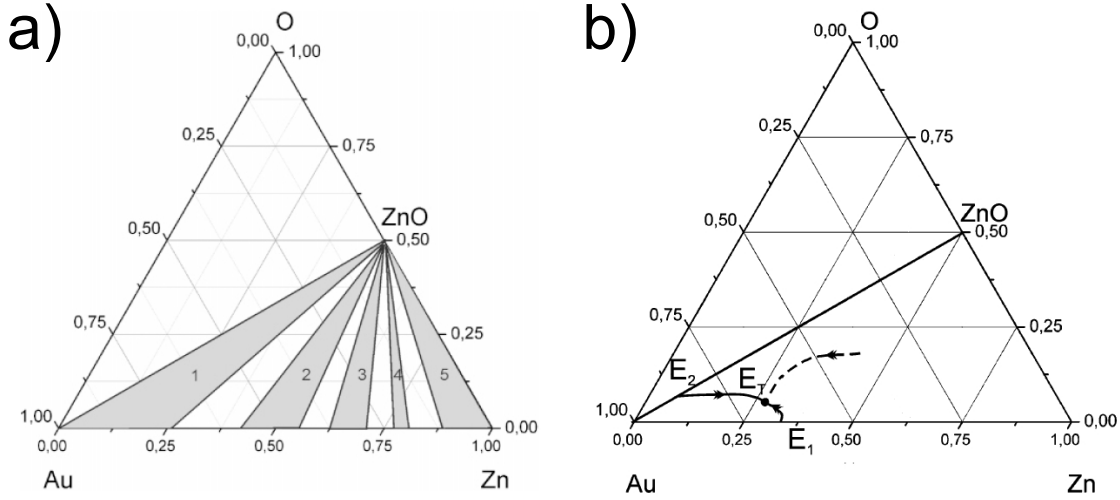 a)
O
0,00 1,00
0,25 0,75
ZnO
0,50 0,50
0,75 0,25
1 2 3 4 5
1,00 0,00
0,00 0,25 0,50 0,75 1,00
Au Zn
b)
O
0,00 1,00
0,25 0,75
ZnO
0,50 0,50
0,75 0,25
E2 ET
1,00 0,00
E1
0,00 0,25 0,50 0,75 1,00
Au Zn